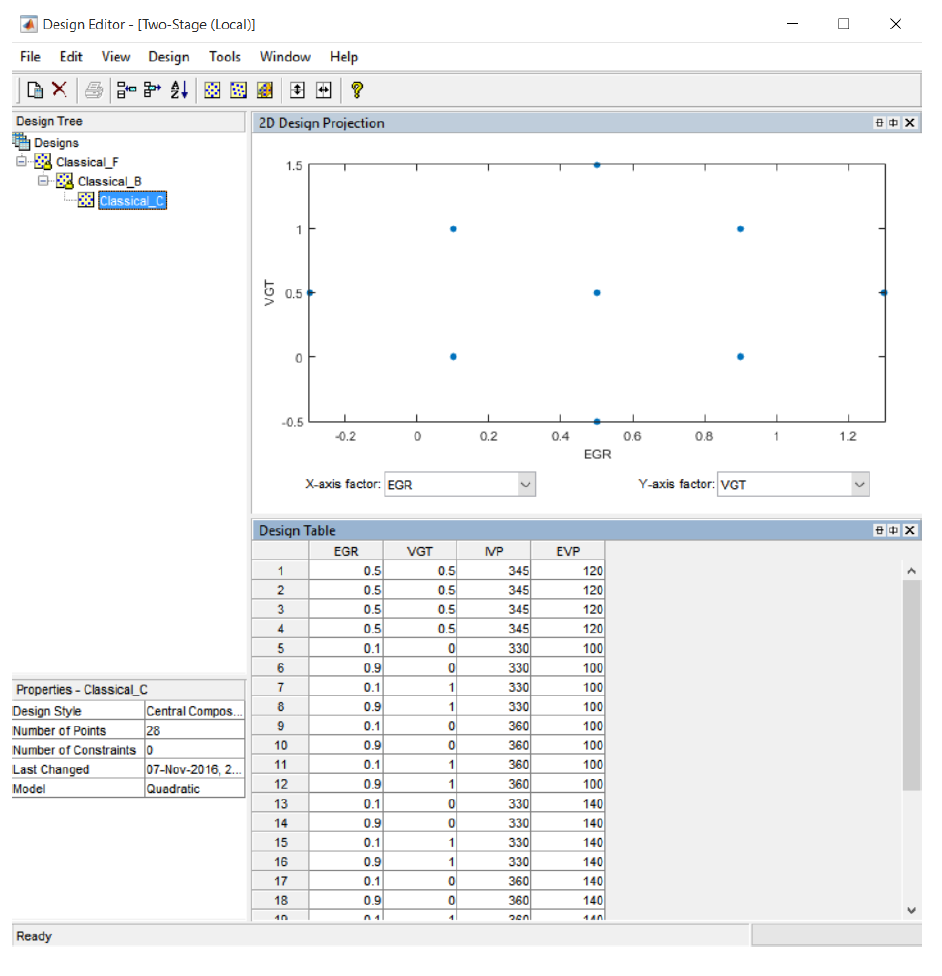 Design Editor - [Two-Stage (Local)]
File Edit View Design Tools Window Help
Design Tree
Designs
Classical_F
Classical_B
Classical_C
2D Design Projection
1.5
1
0.5
0
-0.5
VGT
-0.2 0 0.2 0.4 0.6 0.8 1 1.2
EGR
X-axis factor: EGR Y-axis factor: VGT
Design Table
EGR VGT IVP EVP
1 0.5 0.5 345 120
2 0.5 0.5 345 120
3 0.5 0.5 345 120
4 0.5 0.5 345 120
5 0.1 0 330 100
6 0.9 0 330 100
7 0.1 1 330 100
8 0.9 1 330 100
9 0.1 0 360 100
10 0.9 0 360 100
11 0.1 1 360 100
12 0.9 1 360 100
13 0.1 0 330 140
14 0.9 0 330 140
15 0.1 1 330 140
16 0.9 1 330 140
17 0.1 0 360 140
18 0.9 0 360 140
19 0.1 1 360 140
Properties - Classical_C
Design Style Central Compos...
Number of Points 28
Number of Constraints 0
Last Changed 07-Nov-2016, 2...
Model Quadratic
Ready